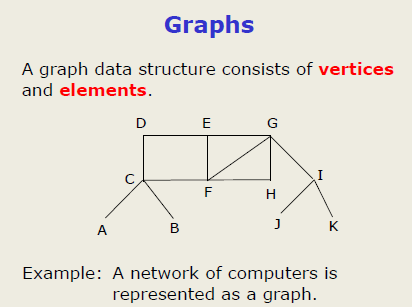 Graphs
A graph data structure consists of vertices
and elements.
D E G
C F H I
A B J K
Example: A network of computers is
represented as a graph.